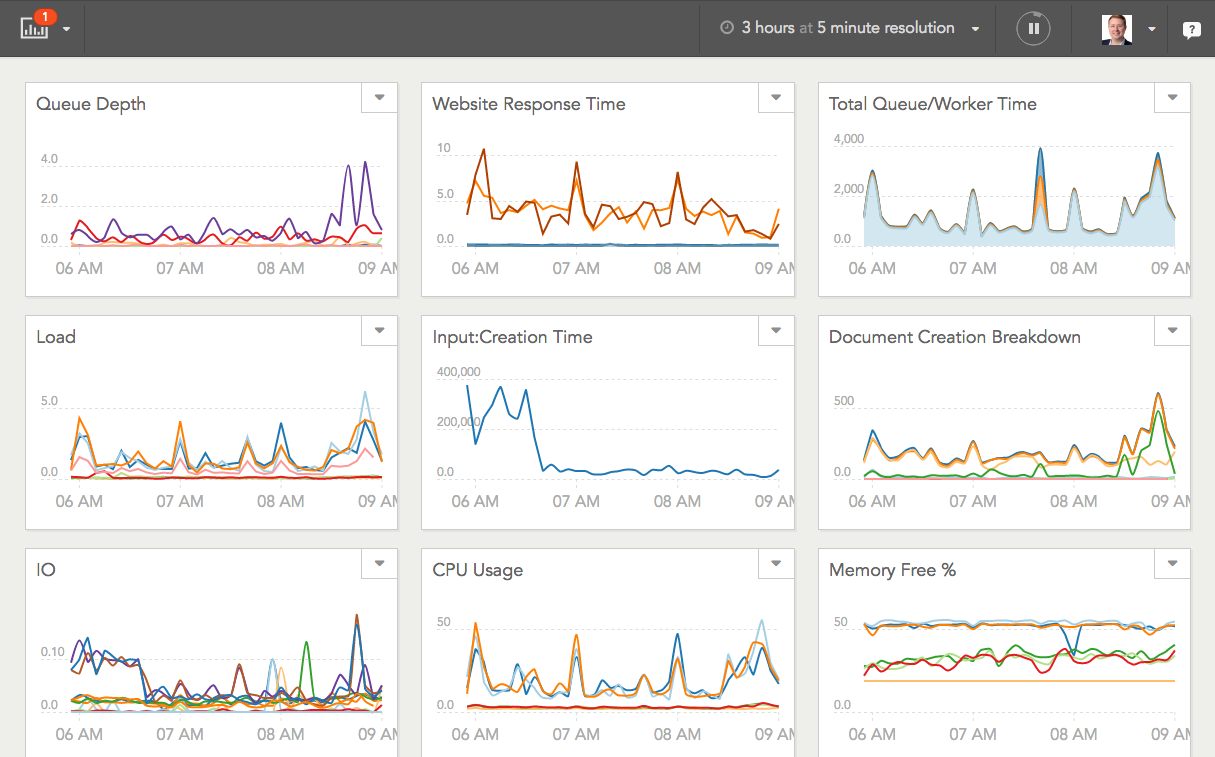 1
3 hours at 5 minute resolution
?
Queue Depth
4.0
2.0
0.0
06 AM 07 AM 08 AM 09 AM
Website Response Time
10
5.0
0.0
06 AM 07 AM 08 AM 09 AM
Total Queue/Worker Time
4,000
2,000
0.0
06 AM 07 AM 08 AM 09 AM
Load
5.0
0.0
06 AM 07 AM 08 AM 09 AM
Input:Creation Time
400,000
200,000
0.0
06 AM 07 AM 08 AM 09 AM
Document Creation Breakdown
500
0.0
06 AM 07 AM 08 AM 09 AM
IO
0.10
0.0
06 AM 07 AM 08 AM 09 AM
CPU Usage
50
0.0
06 AM 07 AM 08 AM 09 AM
Memory Free %
50
0.0
06 AM 07 AM 08 AM 09 AM